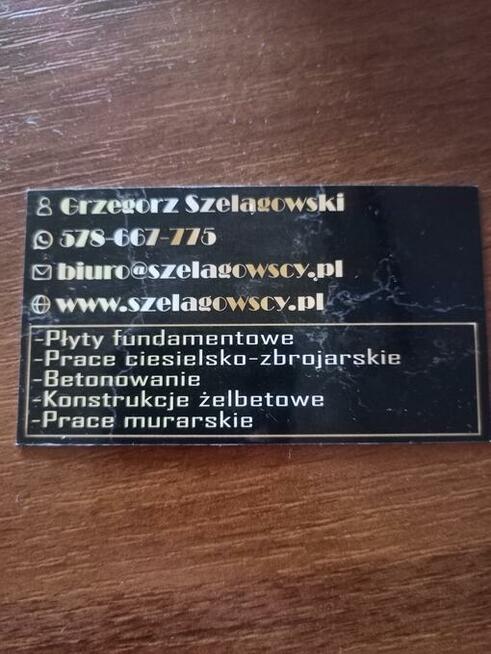 Grzegorz Szelągowski
578-667-775
biuro@szelagowscy.pl
www.szelagowscy.pl
-Płyty fundamentowe
-Prace ciesielsko-zbrojarskie
-Betonowanie
-Konstrukcje żelbetowe
-Prace murarskie